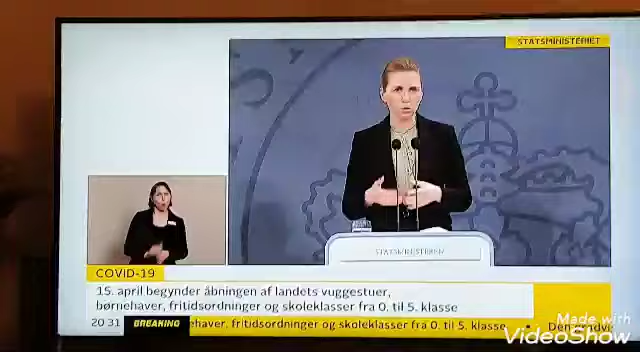 STATSMINISTERIET
STATSMINISTERIET
COVID-19
15. april begynder åbningen af landets vuggestuer,
børnehaver, fritidsordninger og skoleklasser fra 0. til 5. klasse
20 31 BREAKING ehaver, fritidsordninger og skoleklasser fra 0. til 5. klasse • Den
Made with
VideoShow